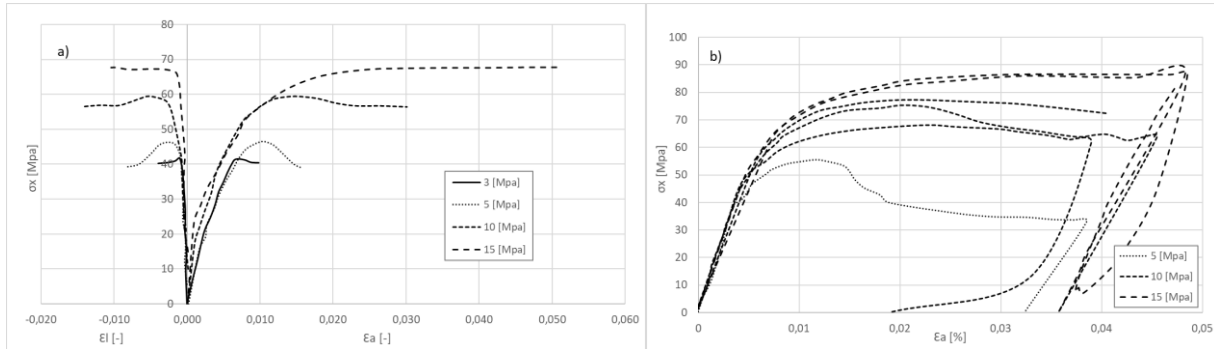 a)
σx [Mpa]
80
70
60
50
40
30
20
10
0
-0,020
-0,010
0,000
0,010
0,020
0,030
0,040
0,050
0,060
εl [-]
εa [-]
3 [Mpa]
5 [Mpa]
10 [Mpa]
15 [Mpa]
b)
σx [Mpa]
100
90
80
70
60
50
40
30
20
10
0
0
0,01
0,02
0,03
0,04
0,05
εa [%]
5 [Mpa]
10 [Mpa]
15 [Mpa]